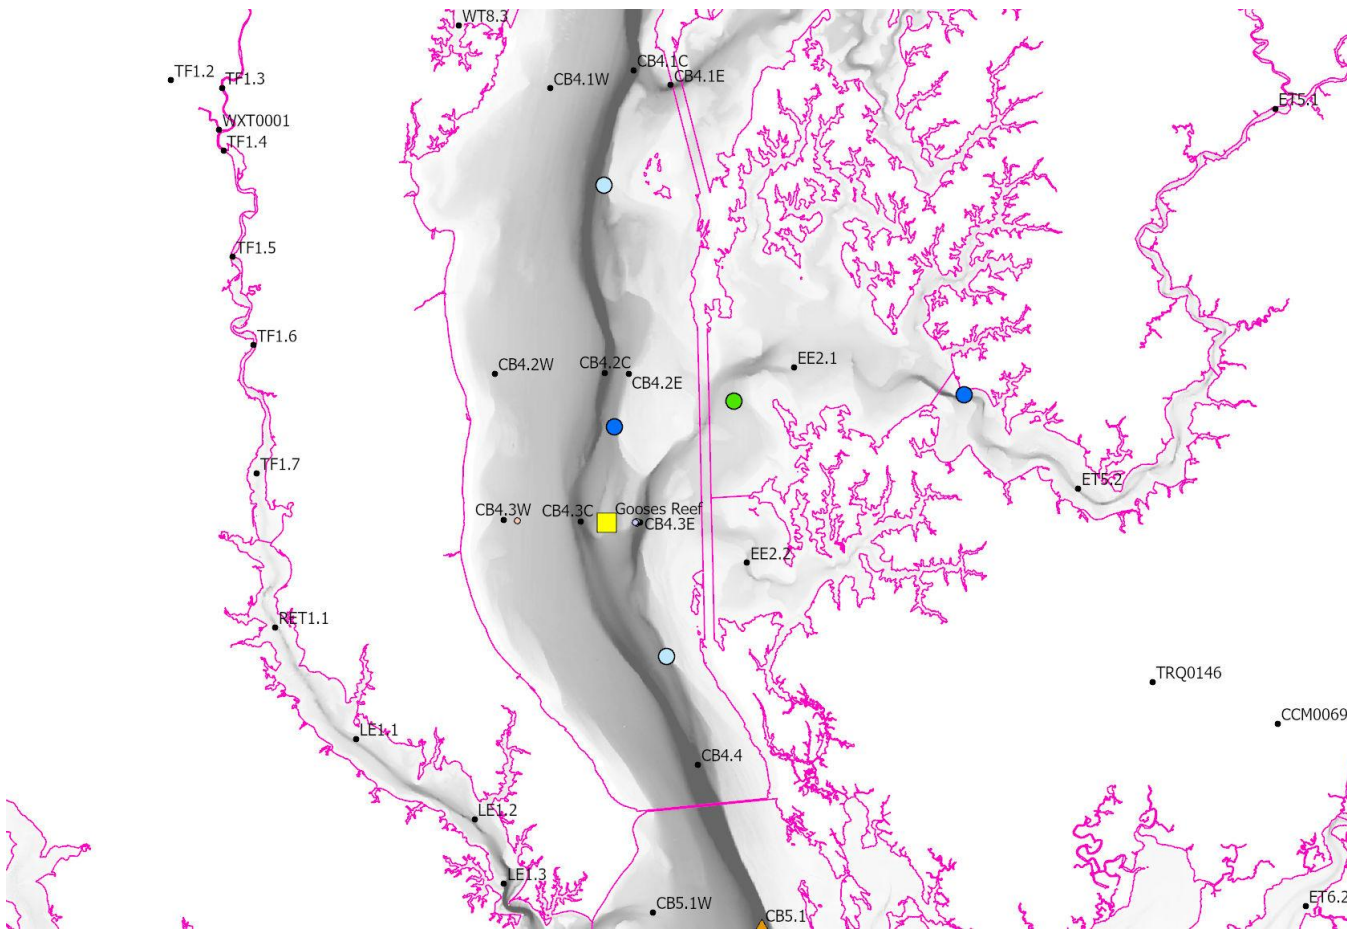 WT8.3
CB4.1C
TF1.2
TF1.3
CB4.1W
CB4.1E
ET5.1
WXT0001
TF1.4
TF1.5
TF1.6
CB4.2W
CB4.2C
CB4.2E
EE2.1
TF1.7
ET5.2
CB4.3W
CB4.3C
Gooses Reef
CB4.3E
EE2.2
RET1.1
TRQ0146
CCM0069
LE1.1
CB4.4
LE1.2
LE1.3
ET6.2
CB5.1W
CB5.1